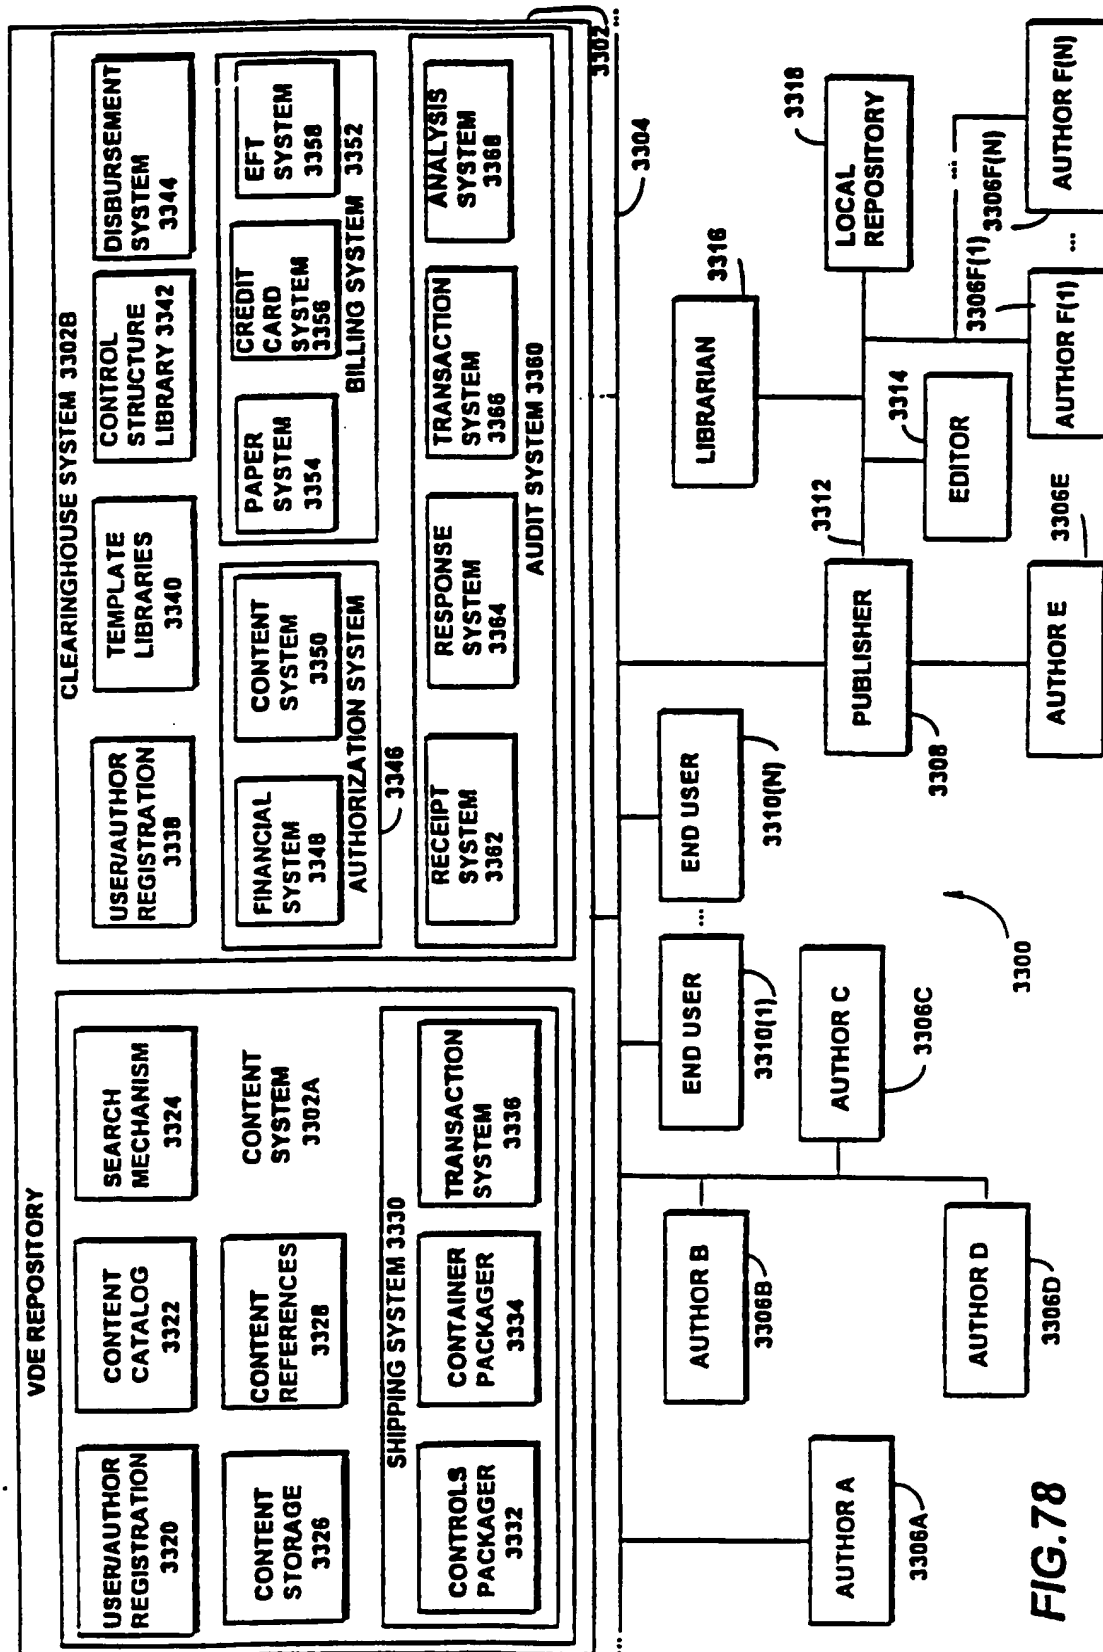 VDE REPOSITORY
USER/AUTHOR
REGISTRATION
3320
CONTENT
CATALOG
3322
SEARCH
MECHANISM
3324
CONTENT
STORAGE
3326
CONTENT
REFERENCES
3328
CONTENT
SYSTEM
3302A
SHIPPING SYSTEM 3330
CONTROLS
PACKAGER
3332
CONTAINER
PACKAGER
3334
TRANSACTION
SYSTEM
3336
CLEARINGHOUSE SYSTEM 3302B
USER/AUTHOR
REGISTRATION
3338
TEMPLATE
LIBRARIES
3340
CONTROL
STRUCTURE
LIBRARY 3342
DISBURSEMENT
SYSTEM
3344
FINANCIAL
SYSTEM
3348
CONTENT
SYSTEM
3350
AUTHORIZATION SYSTEM
3346
PAPER
SYSTEM
3354
CREDIT
CARD
SYSTEM
3356
EFT
SYSTEM
3358
BILLING SYSTEM 3352
RECEIPT
SYSTEM
3362
RESPONSE
SYSTEM
3364
TRANSACTION
SYSTEM
3366
ANALYSIS
SYSTEM
3368
AUDIT SYSTEM 3360
3302
...
...
3304
AUTHOR A
3306A
AUTHOR B
3306B
AUTHOR C
3306C
AUTHOR D
3306D
END USER
3310(1)
...
END USER
3310(N)
PUBLISHER
3308
3312
LIBRARIAN
3316
LOCAL
REPOSITORY
3318
EDITOR
3314
AUTHOR E
3306E
AUTHOR F(1)
3306F(1)
...
...
AUTHOR F(N)
3306F(N)
3300
FIG.78